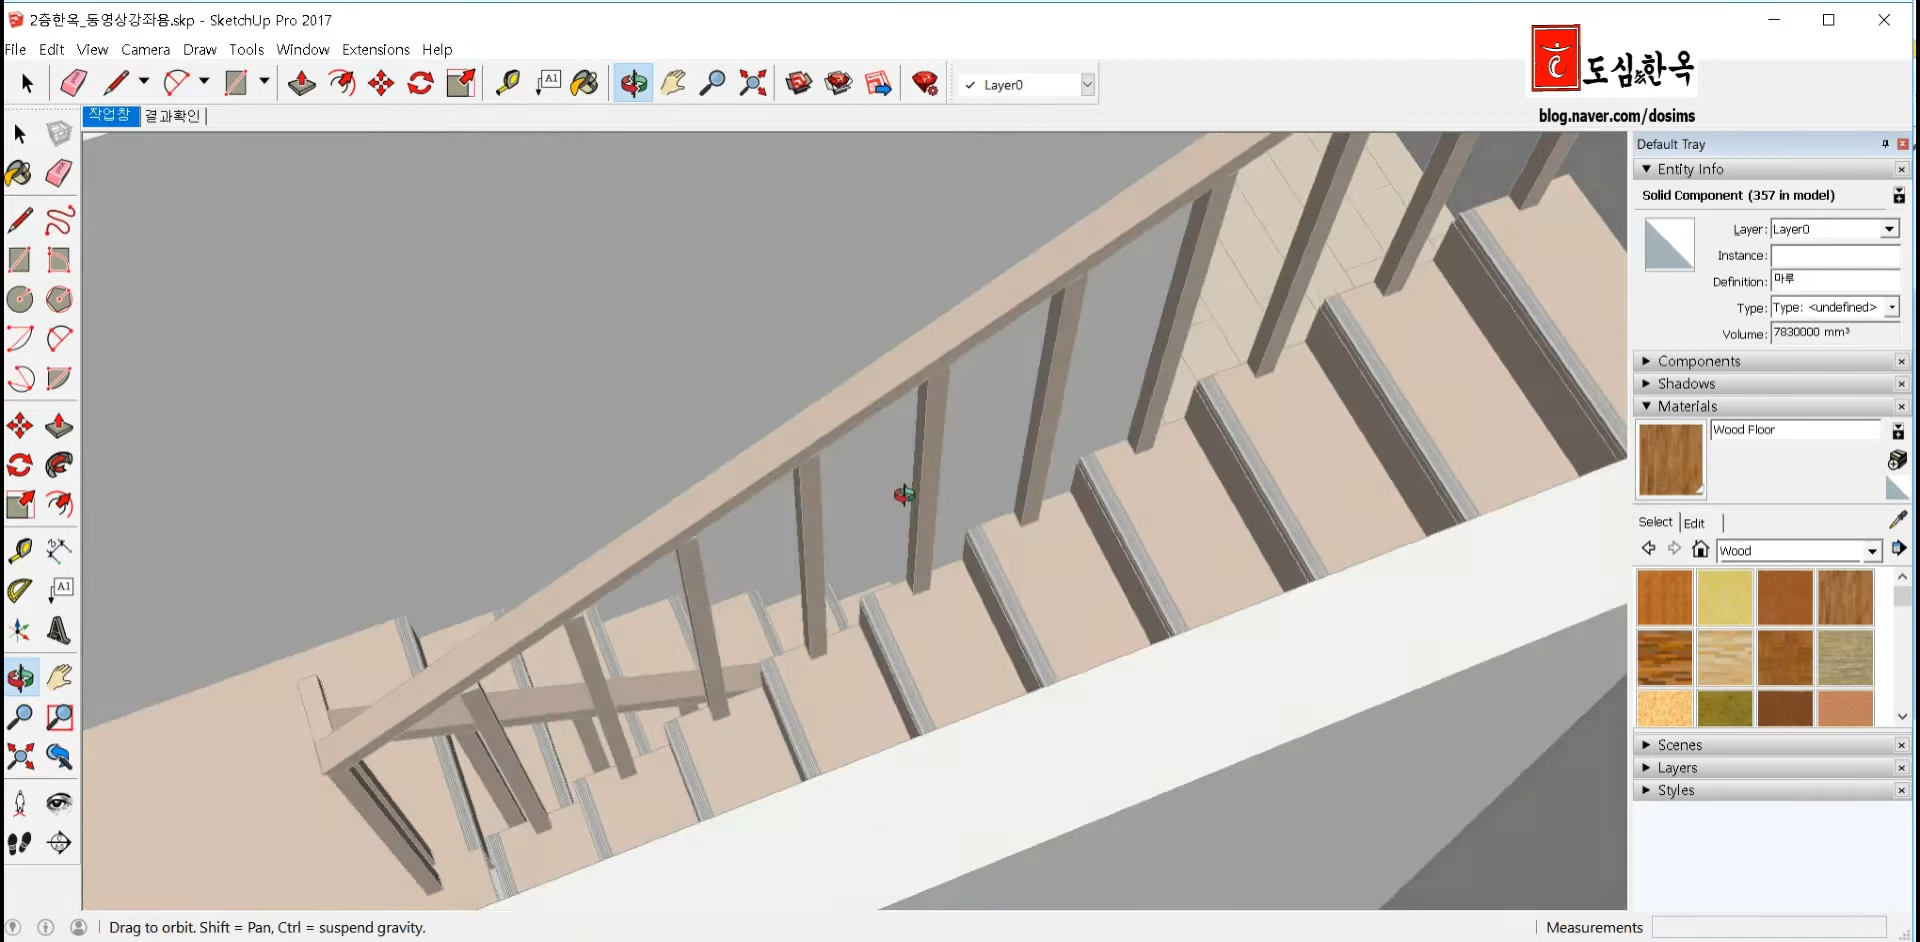 2층한옥_동영상강좌용.skp - SketchUp Pro 2017
File Edit View Camera Draw Tools Window Extensions Help
A1
Layer0
도심한옥
blog.naver.com/dosims
작업창 결과확인
Default Tray
Entity Info
Solid Component (357 in model)
Layer: Layer0
Instance:
Definition: 마루
Type: Type: <undefined>
Volume: 7830000 mm³
Components
Shadows
Materials
Wood Floor
Select Edit
Wood
A1
Scenes
Layers
Styles
Drag to orbit. Shift = Pan, Ctrl = suspend gravity.
Measurements